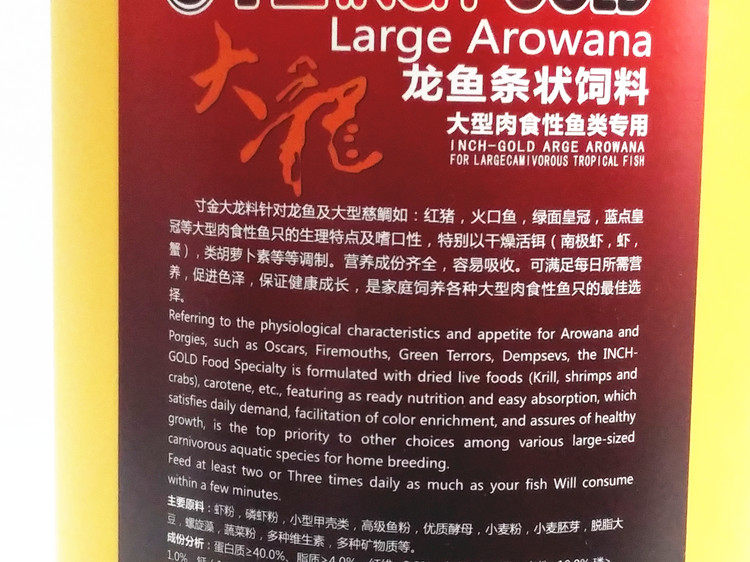 INCH GOLD
Large Arowana
大龍
龙鱼条状饲料
大型肉食性鱼类专用
INCH-GOLD ARGE AROWANA
FOR LARGECAMIVOROUS TROPICAL FISH
寸金大龙料针对龙鱼及大型慈鲷如：红猪，火口鱼，绿面皇冠，蓝点皇
冠等大型肉食性鱼只的生理特点及嗜口性，特别以干燥活饵（南极虾，虾，
蟹），类胡萝卜素等等调制。营养成份齐全，容易吸收。可满足每日所需营
养，促进色泽，保证健康成长，是家庭饲养各种大型肉食性鱼只的最佳选
择。
Referring to the physiological characteristics and appetite for Arowana and
Porgies, such as Oscars, Firemouths, Green Terrors, Dempsevs, the INCH-
GOLD Food Specialty is formulated with dried live foods (Krill, shrimps and
crabs), carotene, etc., featuring as ready nutrition and easy absorption, which
satisfies daily demand, facilitation of color enrichment, and assures of healthy
growth, is the top priority to other choices among various large-sized
carnivorous aquatic species for home breeding.
Feed at least two or Three times daily as much as your fish Will consume
within a few minutes.
主要原料：虾粉，磷虾粉，小型甲壳类，高级鱼粉，优质酵母，小麦粉，小麦胚芽，脱脂大
豆，螺旋藻，蔬菜粉，多种维生素，多种矿物质等。
成份分析：蛋白质≥40.0%、脂质≥4.0%、
1.0%，